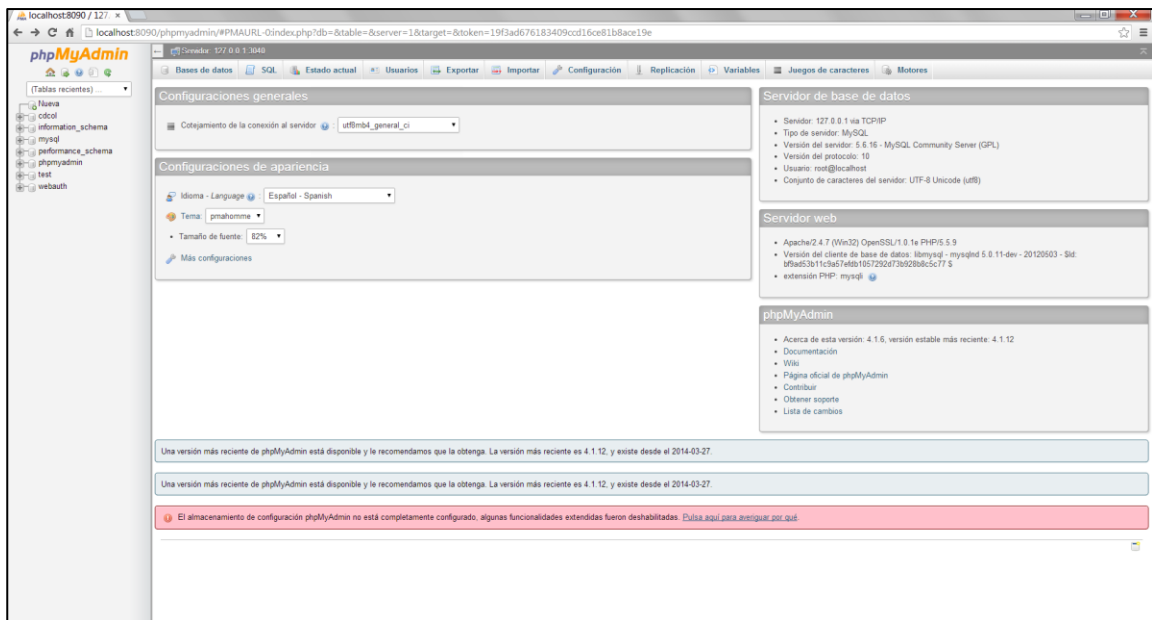 localhost:8090 / 127.
localhost:8090/phpmyadmin/#PMAURL-0:index.php?db=&table=&server=1&target=&token=19f3ad676183409ccd16ce81b8ace19e
phpMyAdmin
(Tablas recientes) ...
Nueva
cdcol
information_schema
mysql
performance_schema
phpmyadmin
test
webauth
Servidor: 127.0.0.1:3040
Bases de datos SQL Estado actual Usuarios Exportar Importar Configuración Replicación Variables Juegos de caracteres Motores
Configuraciones generales
Cotejamiento de la conexión al servidor : utf8mb4_general_ci
Configuraciones de apariencia
Idioma - Language : Español - Spanish
Tema: pmahomme
Tamaño de fuente: 82%
Más configuraciones
Servidor de base de datos
Servidor: 127.0.0.1 via TCP/IP
Tipo de servidor: MySQL
Versión del servidor: 5.6.16 - MySQL Community Server (GPL)
Versión del protocolo: 10
Usuario: root@localhost
Conjunto de caracteres del servidor: UTF-8 Unicode (utf8)
Servidor web
Apache/2.4.7 (Win32) OpenSSL/1.0.1e PHP/5.5.9
Versión del cliente de base de datos: libmysql - mysqlnd 5.0.11-dev - 20120503 - $Id:
bf9ad53b11c9a57efdb1057292d73b928b8c5c77 $
extensión PHP: mysqli
phpMyAdmin
Acerca de esta versión: 4.1.6, versión estable más reciente: 4.1.12
Documentación
Wiki
Página oficial de phpMyAdmin
Contribuir
Obtener soporte
Lista de cambios
Una versión más reciente de phpMyAdmin está disponible y le recomendamos que la obtenga. La versión más reciente es 4.1.12, y existe desde el 2014-03-27.
Una versión más reciente de phpMyAdmin está disponible y le recomendamos que la obtenga. La versión más reciente es 4.1.12, y existe desde el 2014-03-27.
El almacenamiento de configuración phpMyAdmin no está completamente configurado, algunas funcionalidades extendidas fueron deshabilitadas. Pulsa aquí para averiguar por qué.